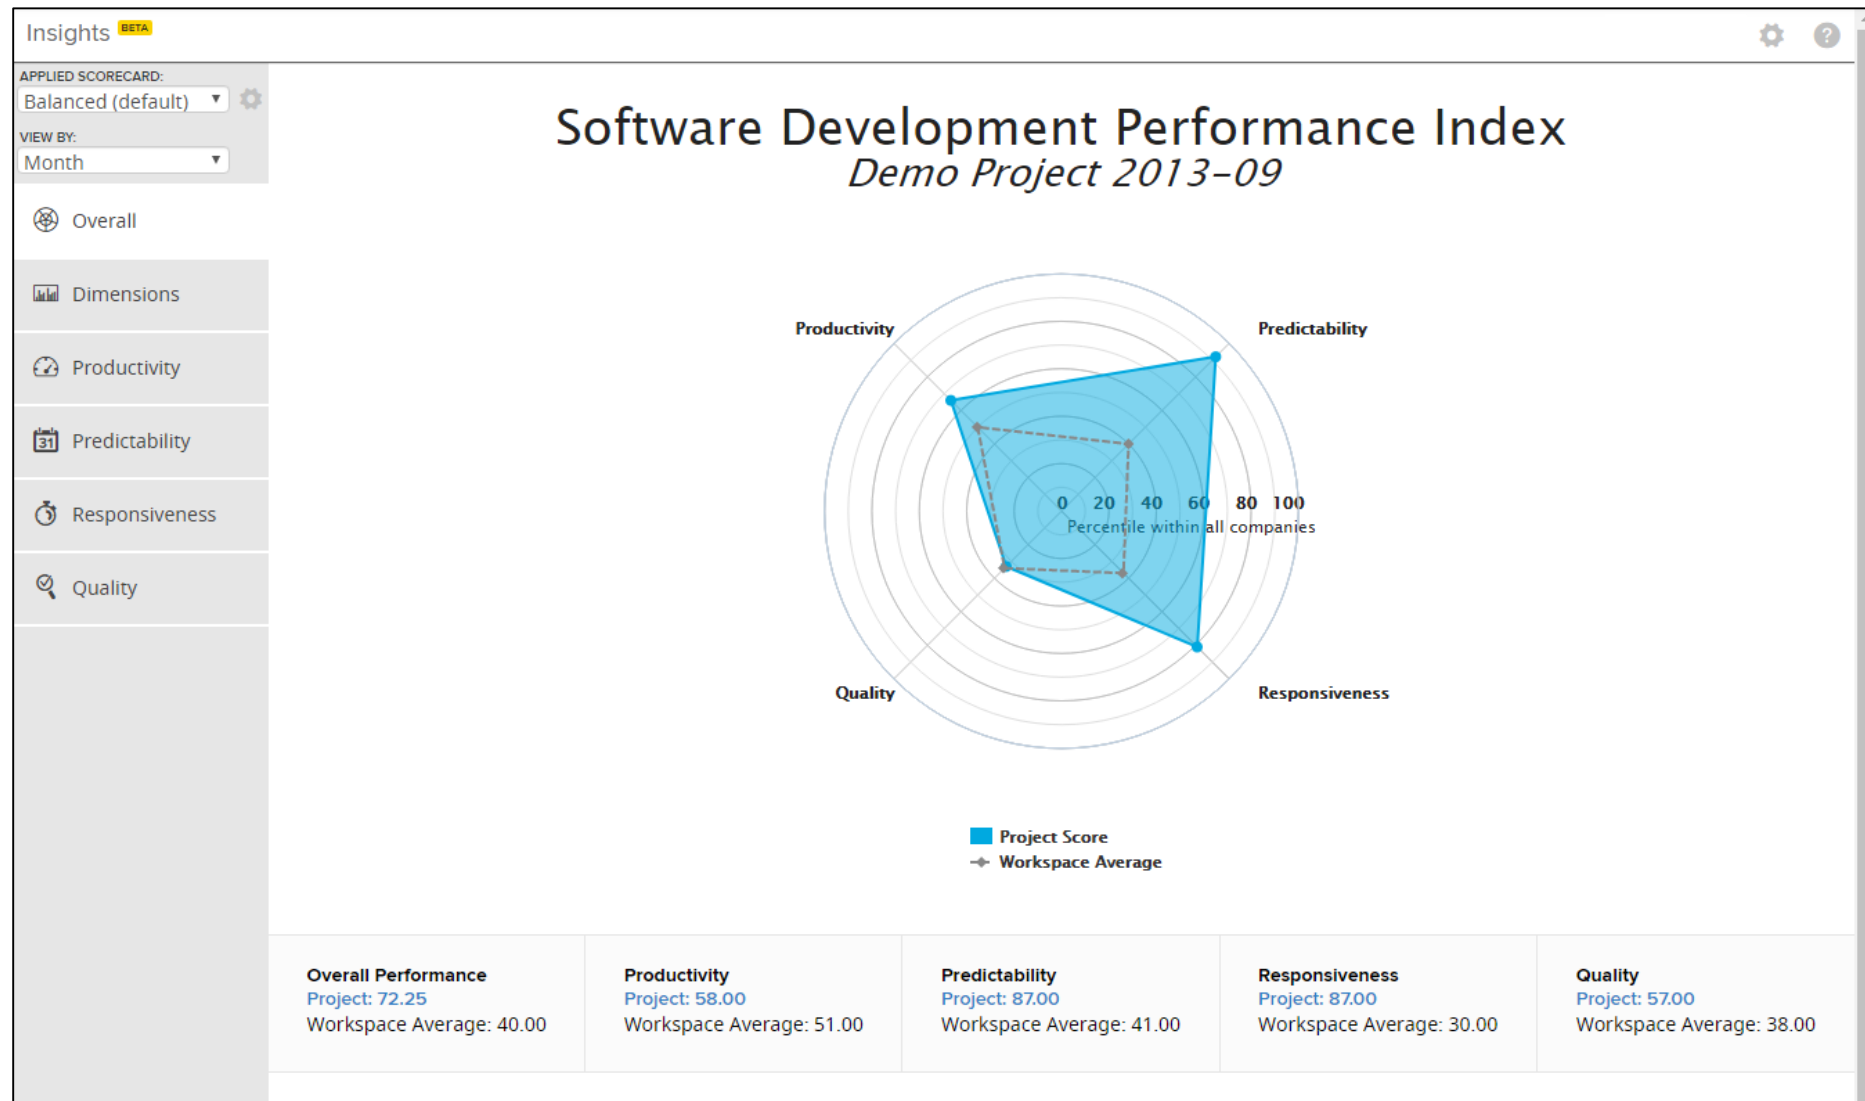 Insights BETA
APPLIED SCORECARD:
Balanced (default)
VIEW BY:
Month
Overall
Dimensions
Productivity
Predictability
31
Responsiveness
Quality
Software Development Performance Index
Demo Project 2013-09
Productivity
Predictability
0 20 40 60 80 100
Percentile within all companies
Quality
Responsiveness
Project Score
Workspace Average
Overall Performance
Project: 72.25
Workspace Average: 40.00
Productivity
Project: 58.00
Workspace Average: 51.00
Predictability
Project: 87.00
Workspace Average: 41.00
Responsiveness
Project: 87.00
Workspace Average: 30.00
Quality
Project: 57.00
Workspace Average: 38.00